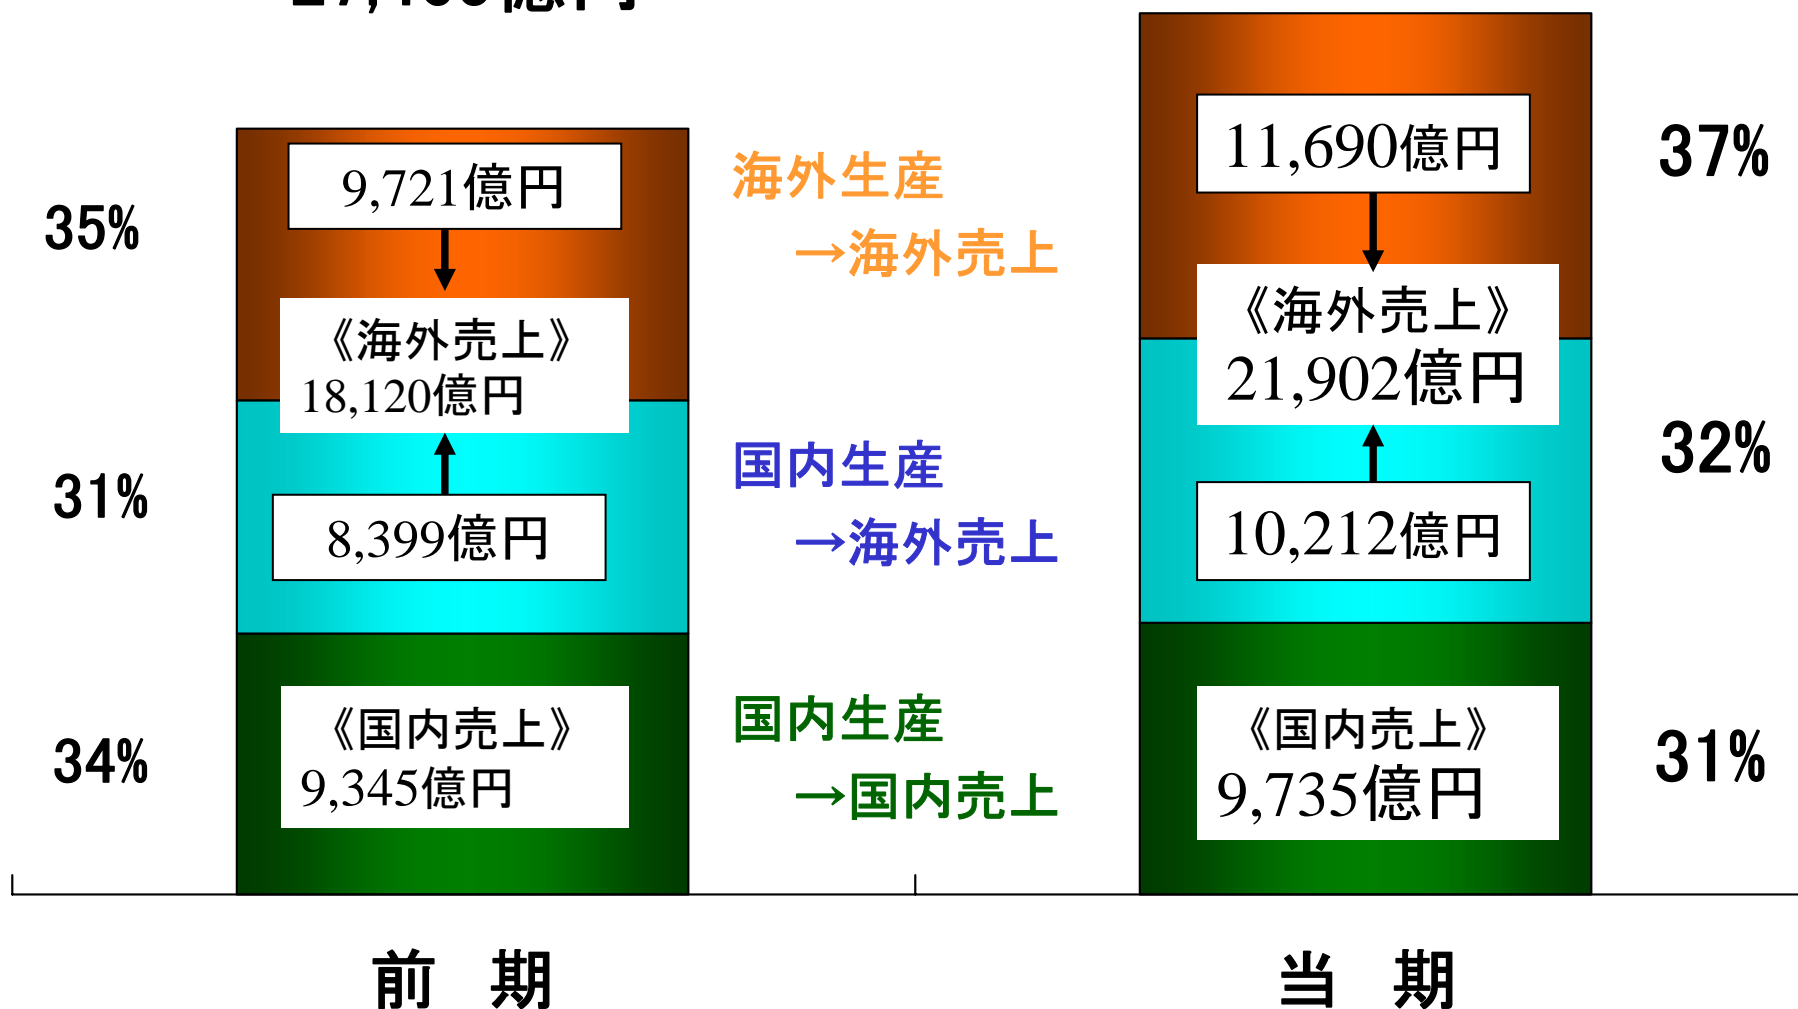 35%
31%
34%
9,721億円
《海外売上》
18,120億円
8,399億円
《国内売上》
9,345億円
海外生産
→海外売上
国内生産
→海外売上
国内生産
→国内売上
11,690億円
《海外売上》
21,902億円
10,212億円
《国内売上》
9,735億円
37%
32%
31%
前 期
当 期